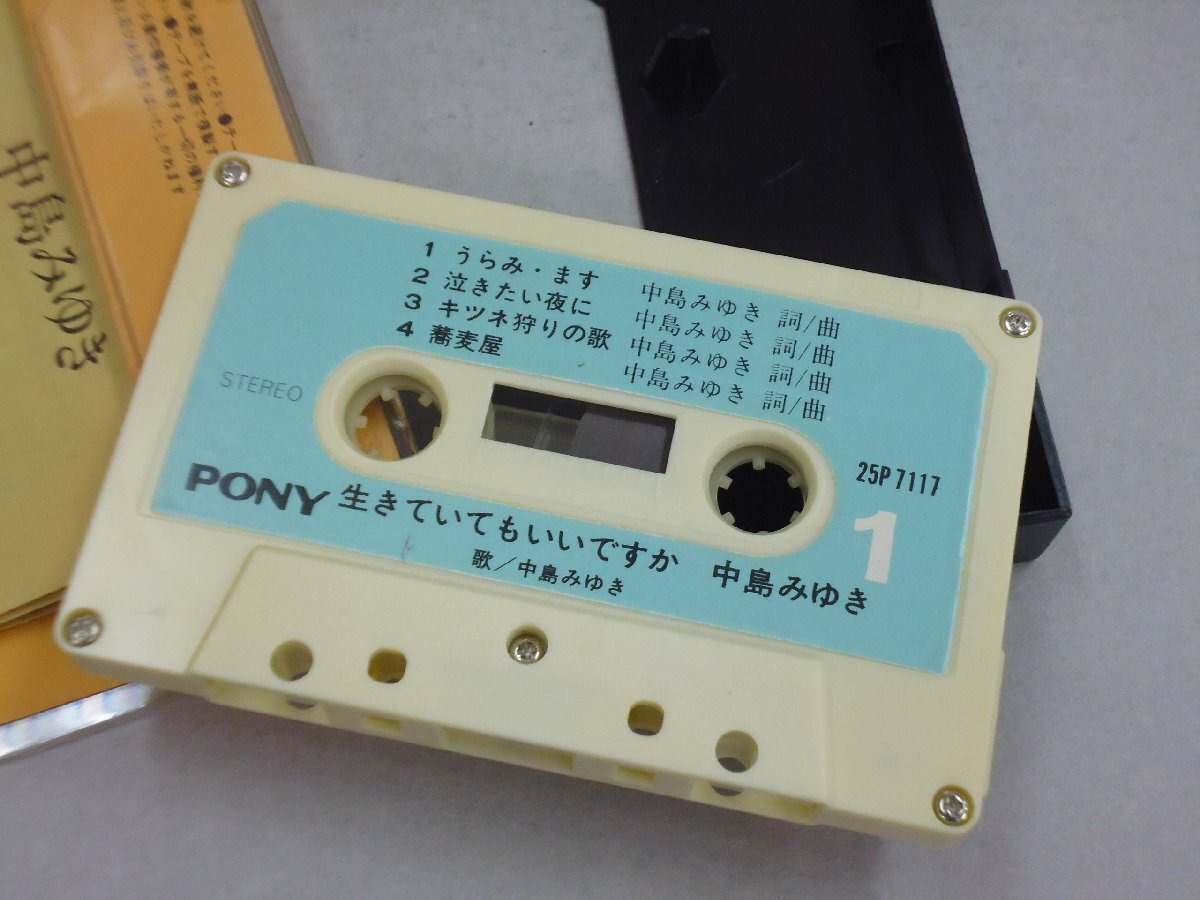 1 うらみ・ます 中島みゆき 詞/曲
2 泣きたい夜に 中島みゆき 詞/曲
3 キツネ狩りの歌 中島みゆき 詞/曲
4 蕎麦屋 中島みゆき 詞/曲
STEREO
25P7117
PONY 生きていてもいいですか 中島みゆき
1
歌/中島みゆき
中島みゆき